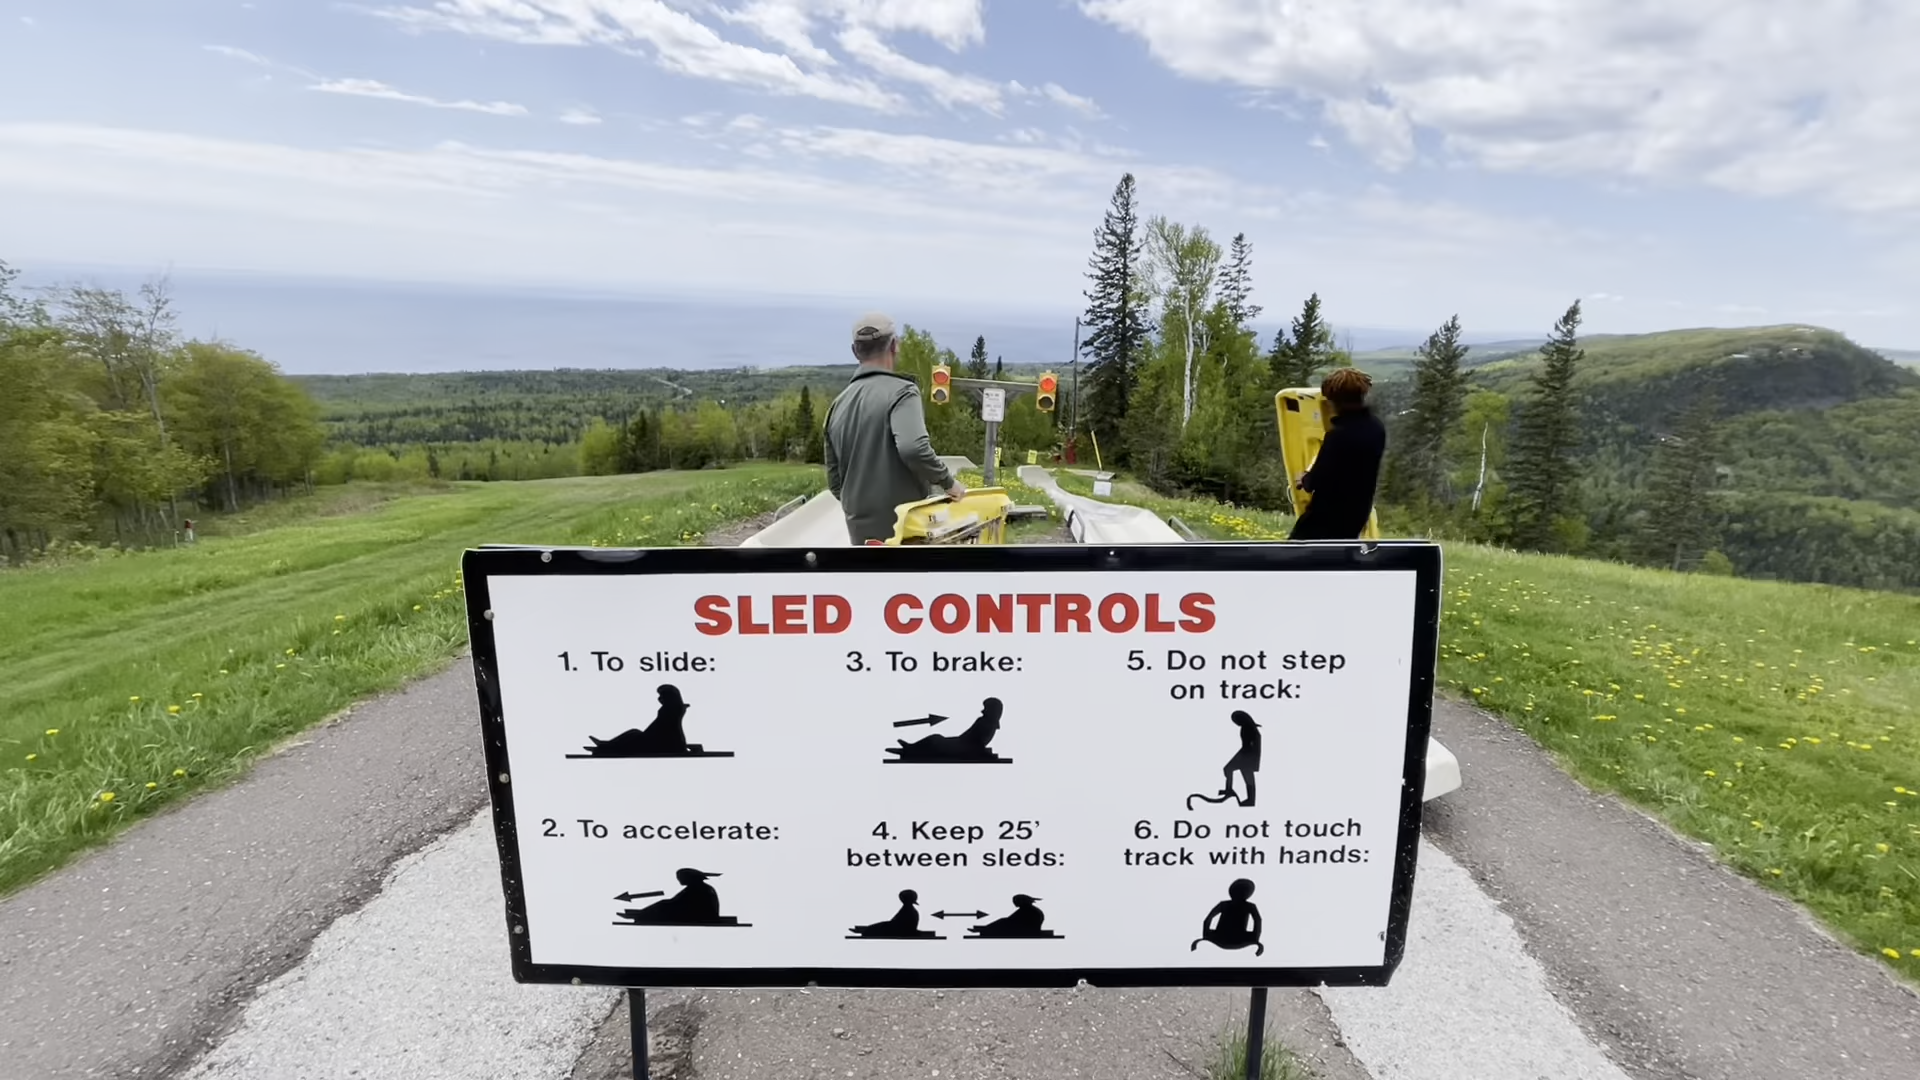 SLED CONTROLS
1. To slide:
2. To accelerate:
3. To brake:
4. Keep 25'
between sleds:
5. Do not step
on track:
6. Do not touch
track with hands: